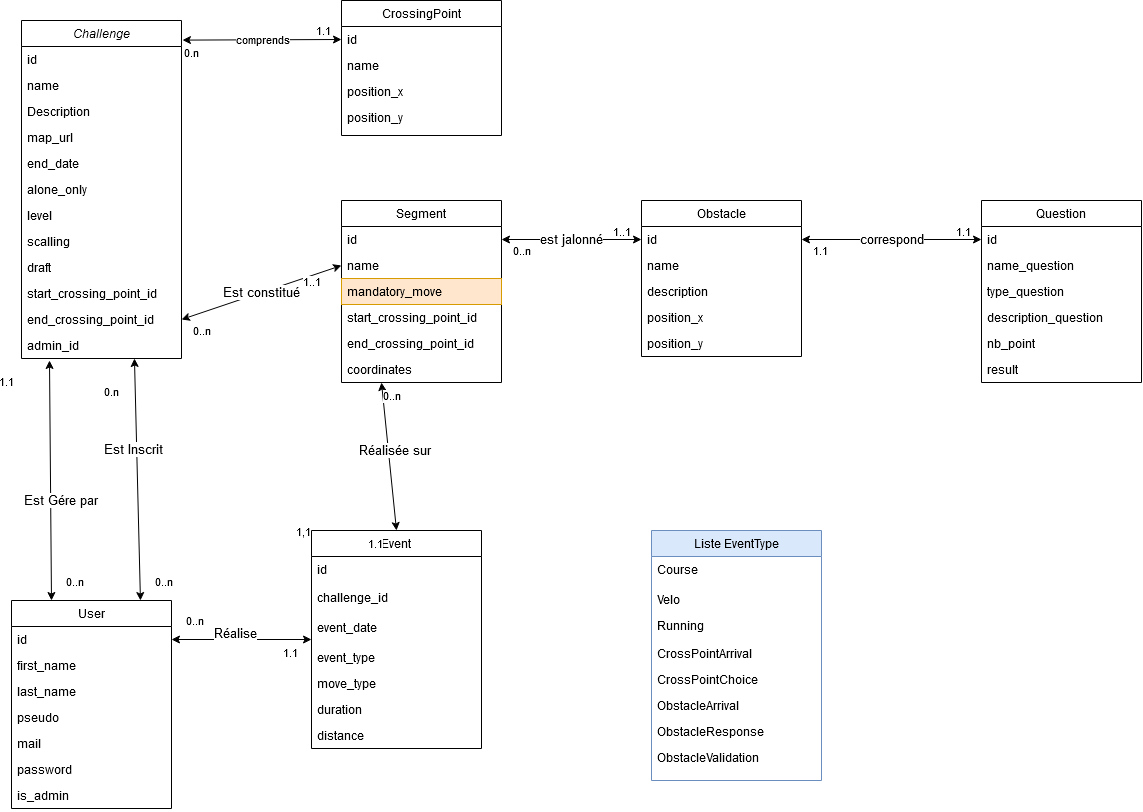 Challenge
id
name
Description
map_url
end_date
alone_only
level
scalling
draft
start_crossing_point_id
end_crossing_point_id
admin_id
comprends
1.1
0.n
CrossingPoint
id
name
position_x
position_y
Segment
id
name
mandatory_move
start_crossing_point_id
end_crossing_point_id
coordinates
Est constitué
1..1
0..n
est jalonné
1..1
0..n
Obstacle
id
name
description
position_x
position_y
correspond
1.1
1.1
Question
id
name_question
type_question
description_question
nb_point
result
1.1
0.n
Est Inscrit
Est Gére par
0..n
0..n
0..n
Réalisée sur
1,1
1.1
Event
id
challenge_id
event_date
event_type
move_type
duration
distance
User
id
first_name
last_name
pseudo
mail
password
is_admin
0..n
Réalise
1.1
Liste EventType
Course
Velo
Running
CrossPointArrival
CrossPointChoice
ObstacleArrival
ObstacleResponse
ObstacleValidation